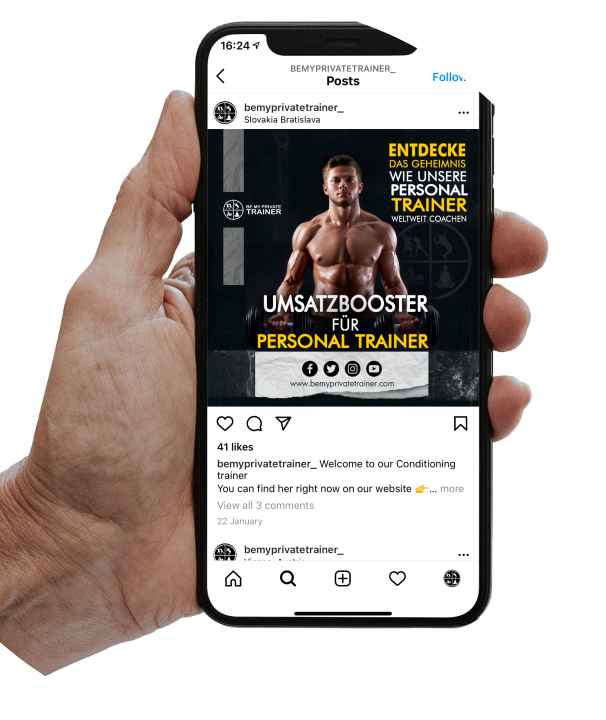 16:24
BEMYPRIVATETRAINER_
Posts
bemyprivatetrainer_
Slovakia Bratislava
ENTDECKE
DAS GEHEIMNIS
WIE UNSERE
PERSONAL
TRAINER
WELTWEIT COACHEN
BE MY PRIVATE
TRAINER
UMSATZBOOSTER
FÜR
PERSONAL TRAINER
www.bemyprivatetrainer.com
41 likes
bemyprivatetrainer_ Welcome to our Conditioning
trainer
You can find her right now on our website 👉... more
View all 3 comments
22 January
bemyprivatetrainer_